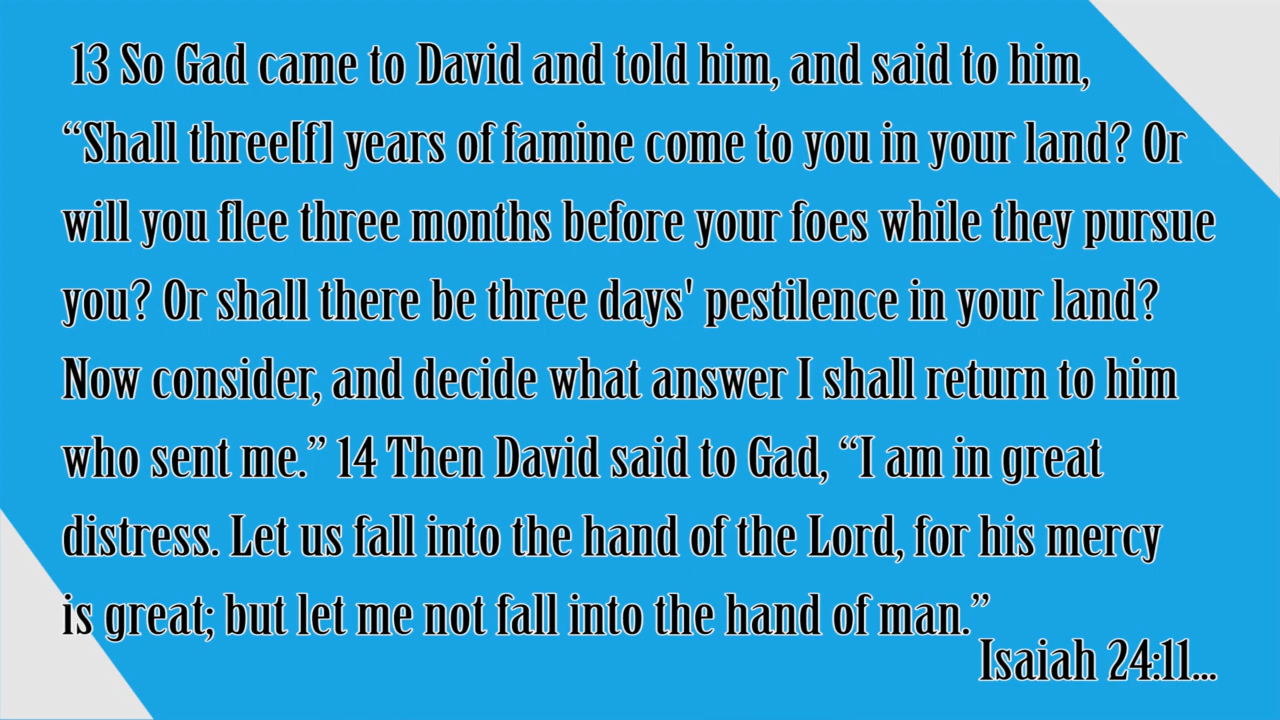 13 So Gad came to David and told him, and said to him,
“Shall three[f] years of famine come to you in your land? Or
will you flee three months before your foes while they pursue
you? Or shall there be three days' pestilence in your land?
Now consider, and decide what answer I shall return to him
who sent me.” 14 Then David said to Gad, “I am in great
distress. Let us fall into the hand of the Lord, for his mercy
is great; but let me not fall into the hand of man.”
Isaiah 24:11...